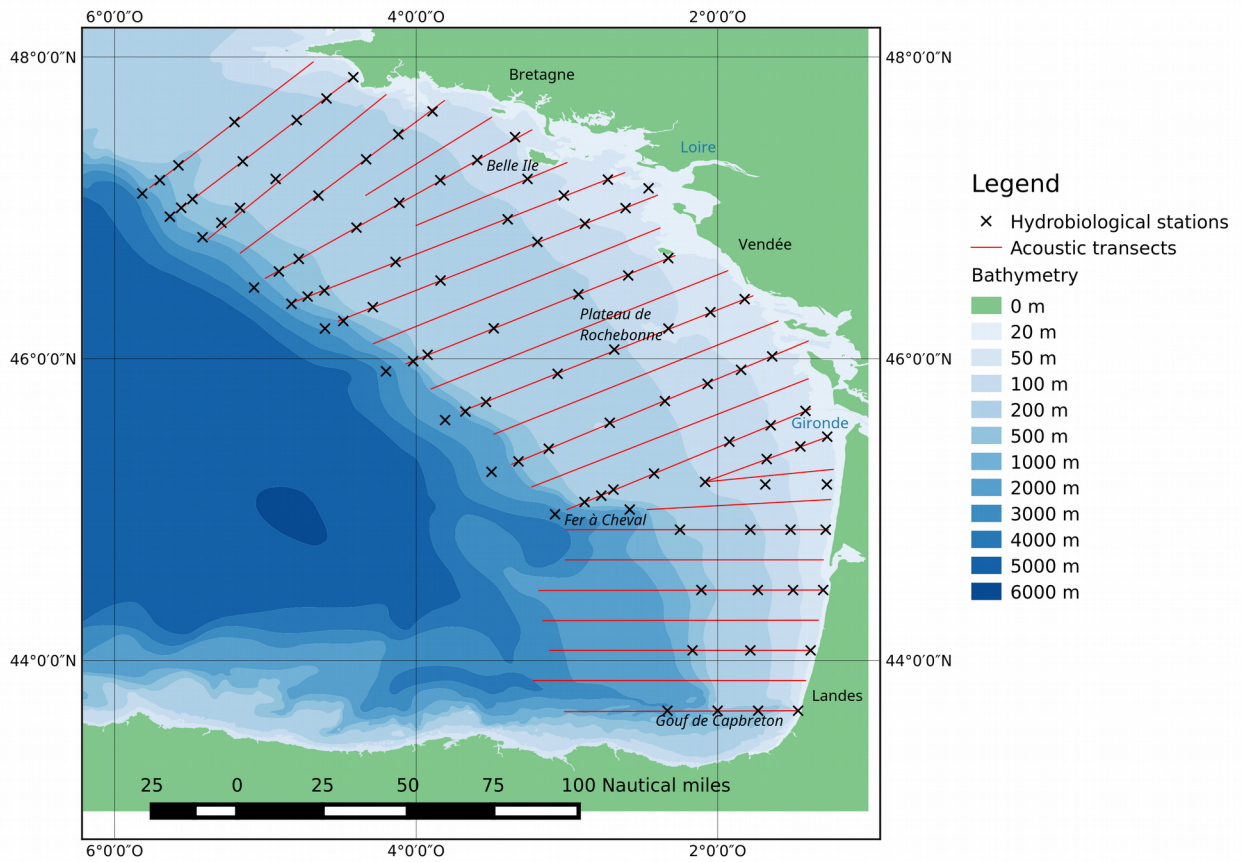 6°0′0″O 4°0′0″O 2°0′0″O
48°0′0″N 48°0′0″N
Bretagne
Loire
Belle Ile
Vendée
Plateau de
Rochebonne
46°0′0″N 46°0′0″N
Gironde
Fer à Cheval
44°0′0″N 44°0′0″N
Landes
Gouf de Capbreton
25 0 25 50 75 100 Nautical miles
6°0′0″O 4°0′0″O 2°0′0″O
Legend
Hydrobiological stations
Acoustic transects
Bathymetry
0 m
20 m
50 m
100 m
200 m
500 m
1000 m
2000 m
3000 m
4000 m
5000 m
6000 m